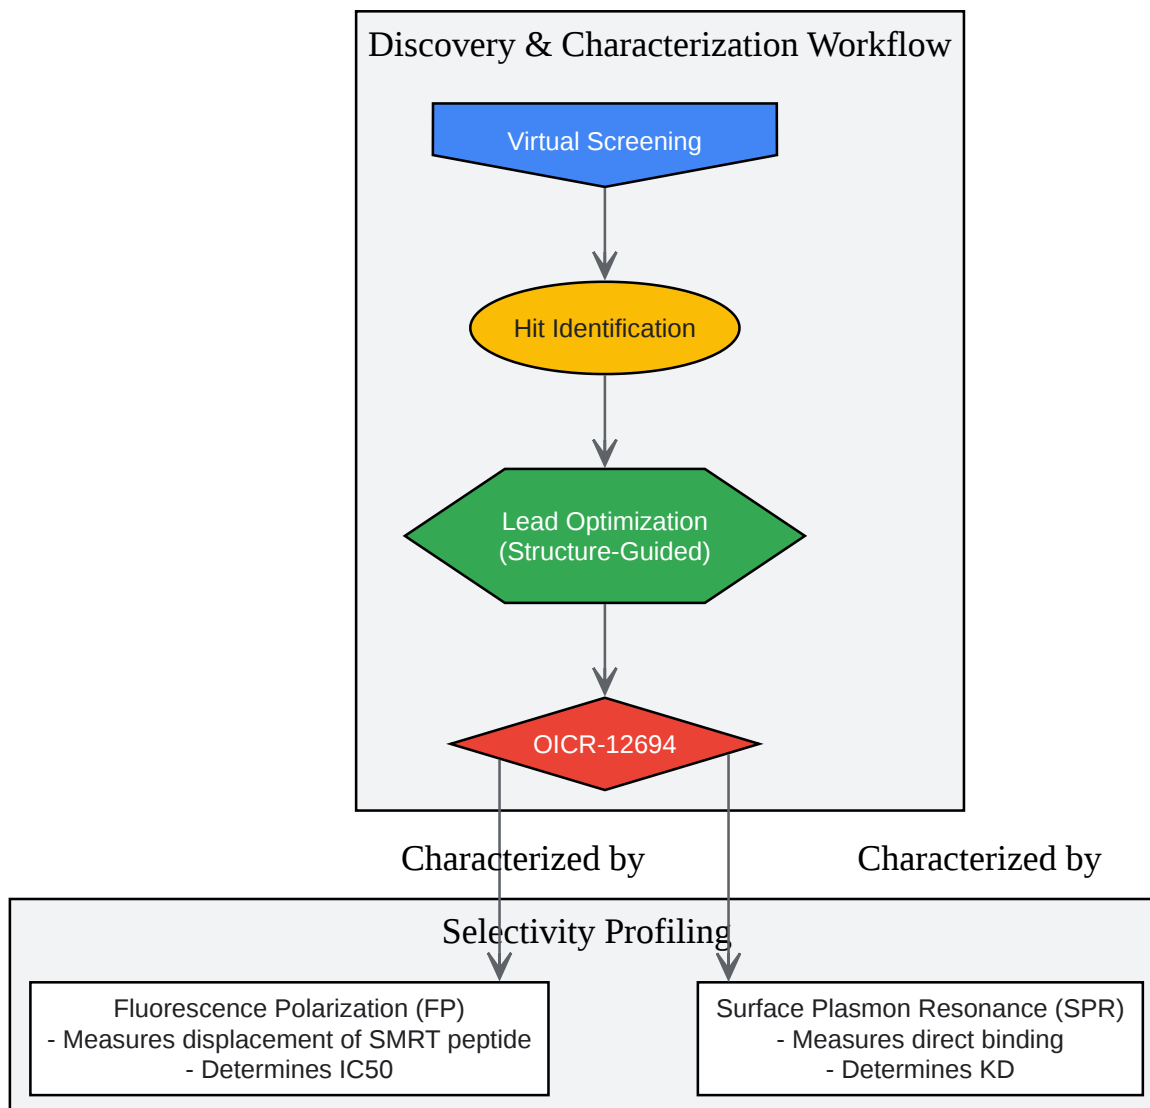 Discovery & Characterization Workflow
Virtual Screening
Hit Identification
Lead Optimization
(Structure-Guided)
OICR-12694
Characterized by
Characterized by
Selectivity Profiling
Fluorescence Polarization (FP)
- Measures displacement of SMRT peptide
- Determines IC50
Surface Plasmon Resonance (SPR)
- Measures direct binding
- Determines KD